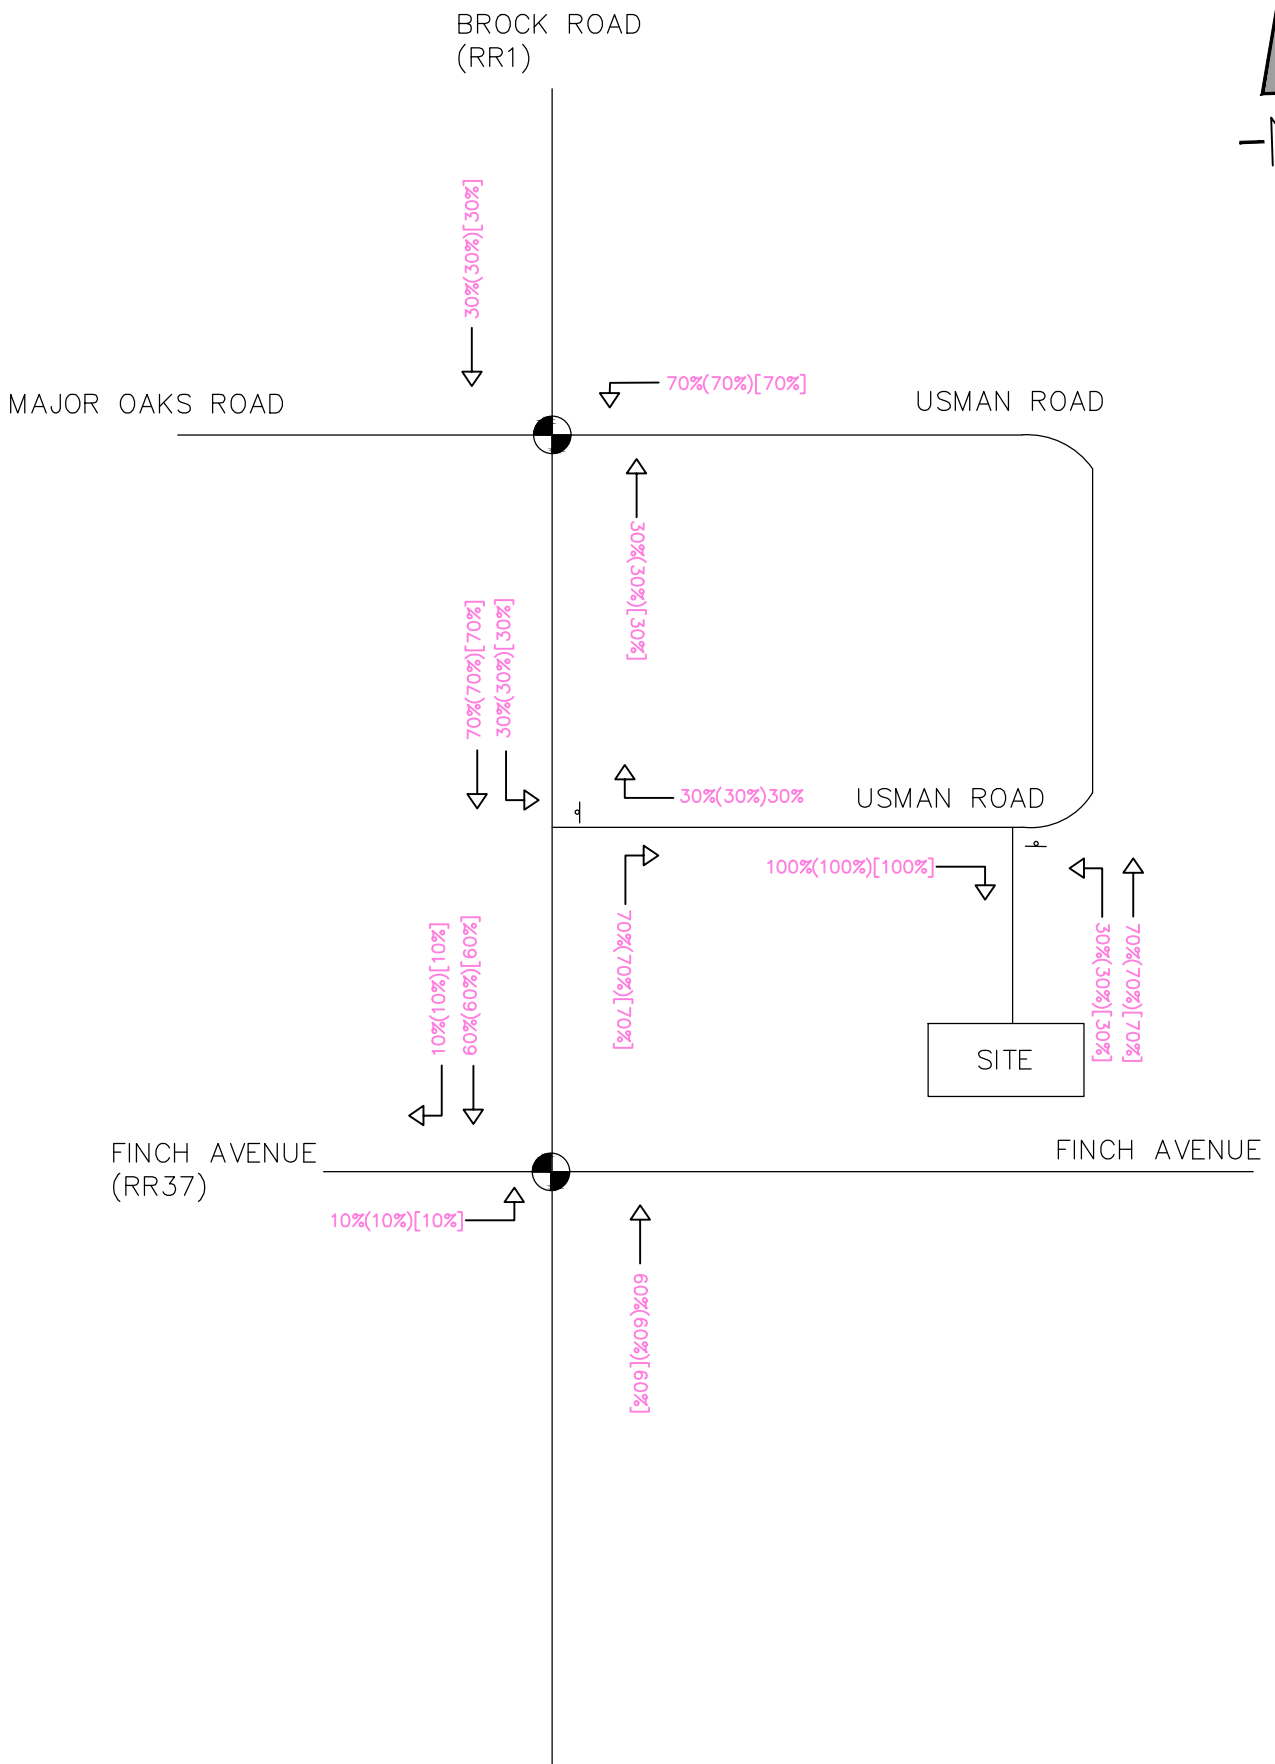 BROCK ROAD
(RR1)
30%(30%)[30%]
70%(70%)[70%]
MAJOR OAKS ROAD
USMAN ROAD
30%(30%)[30%]
70%(70%)[70%]
30%(30%)[30%]
30%(30%)30%
USMAN ROAD
100%(100%)[100%]
70%(70%)[70%]
30%(30%)[30%]
70%(70%)[70%]
10%(10%)[10%]
60%(60%)[60%]
SITE
FINCH AVENUE
(RR37)
FINCH AVENUE
10%(10%)[10%]
60%(60%)[60%]